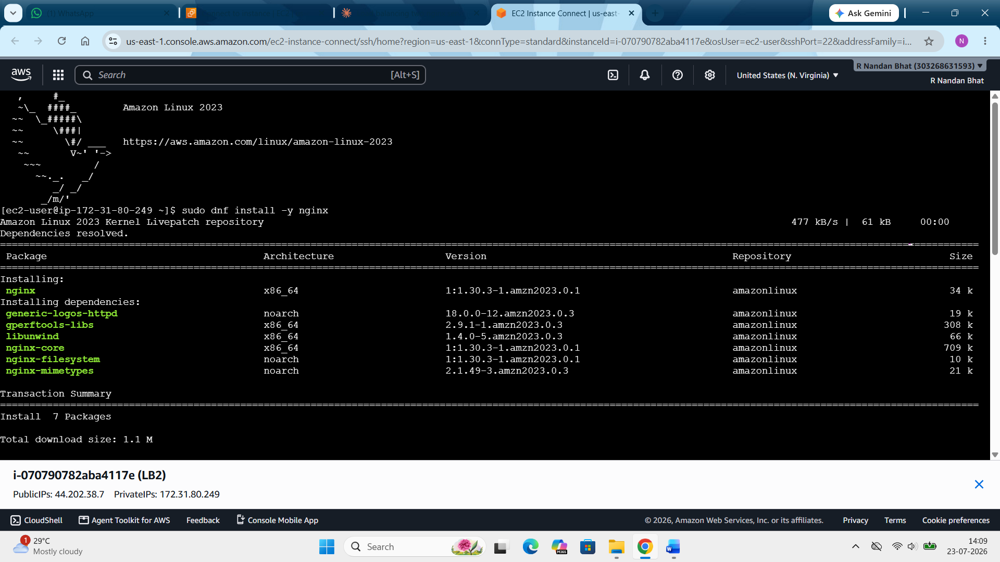 (1) WhatsApp
EC2 Instance Connect | us-east-
Ask Gemini
us-east-1.console.aws.amazon.com/ec2-instance-connect/ssh/home?region=us-east-1&connType=standard&instanceId=i-070790782aba4117e&osUser=ec2-user&sshPort=22&addressFamily=i...
N
aws
Search
[Alt+S]
United States (N. Virginia) ▼
R Nandan Bhat (303268631593) ▼
R Nandan Bhat
   ,     #_
   ~\_  ####_        Amazon Linux 2023
  ~~  \_#####\
  ~~     \###|
  ~~       \#/ ___   https://aws.amazon.com/linux/amazon-linux-2023
   ~~       V~' '->
    ~~~         /
      ~~._.   _/
         _/ _/
       _/m/'
[ec2-user@ip-172-31-80-249 ~]$ sudo dnf install -y nginx
Amazon Linux 2023 Kernel Livepatch repository 477 kB/s | 61 kB 00:00
Dependencies resolved.
Package Architecture Version Repository Size
Installing:
nginx x86_64 1:1.30.3-1.amzn2023.0.1 amazonlinux 34 k
Installing dependencies:
generic-logos-httpd noarch 18.0.0-12.amzn2023.0.3 amazonlinux 19 k
gperftools-libs x86_64 2.9.1-1.amzn2023.0.3 amazonlinux 308 k
libunwind x86_64 1.4.0-5.amzn2023.0.3 amazonlinux 66 k
nginx-core x86_64 1:1.30.3-1.amzn2023.0.1 amazonlinux 709 k
nginx-filesystem noarch 1:1.30.3-1.amzn2023.0.1 amazonlinux 10 k
nginx-mimetypes noarch 2.1.49-3.amzn2023.0.3 amazonlinux 21 k
Transaction Summary
Install 7 Packages
Total download size: 1.1 M
i-070790782aba4117e (LB2)
PublicIPs: 44.202.38.7 PrivateIPs: 172.31.80.249
CloudShell
Agent Toolkit for AWS
Feedback
Console Mobile App
© 2026, Amazon Web Services, Inc. or its affiliates.
Privacy
Terms
Cookie preferences
1
29°C
Mostly cloudy
Search
M365
W
14:09
23-07-2026